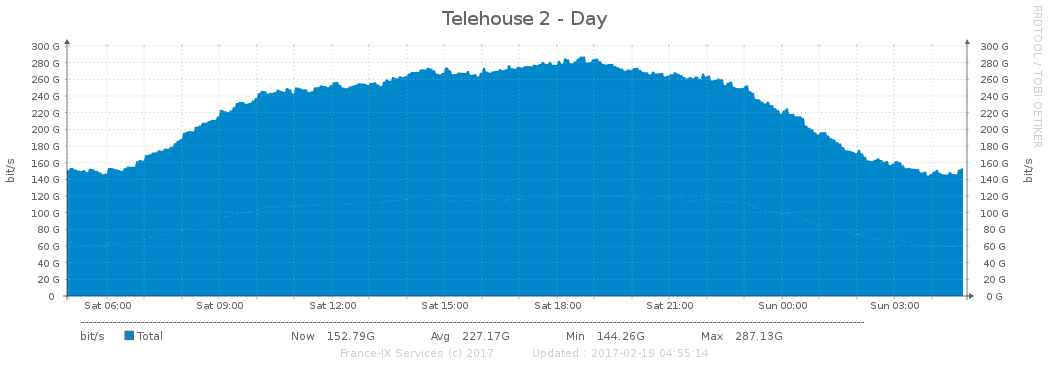 Telehouse 2 - Day
RRDTOOL / TOBI OETIKER
bit/s
300 G 300 G
280 G 280 G
260 G 260 G
240 G 240 G
220 G 220 G
200 G 200 G
180 G 180 G
160 G 160 G
140 G 140 G
120 G 120 G
100 G 100 G
80 G 80 G
60 G 60 G
40 G 40 G
20 G 20 G
0 0 G
bit/s
Sat 06:00 Sat 09:00 Sat 12:00 Sat 15:00 Sat 18:00 Sat 21:00 Sun 00:00 Sun 03:00
bit/s Total Now 152.79G Avg 227.17G Min 144.26G Max 287.13G
France-IX Services (c) 2017 Updated : 2017-02-19 04:55:14